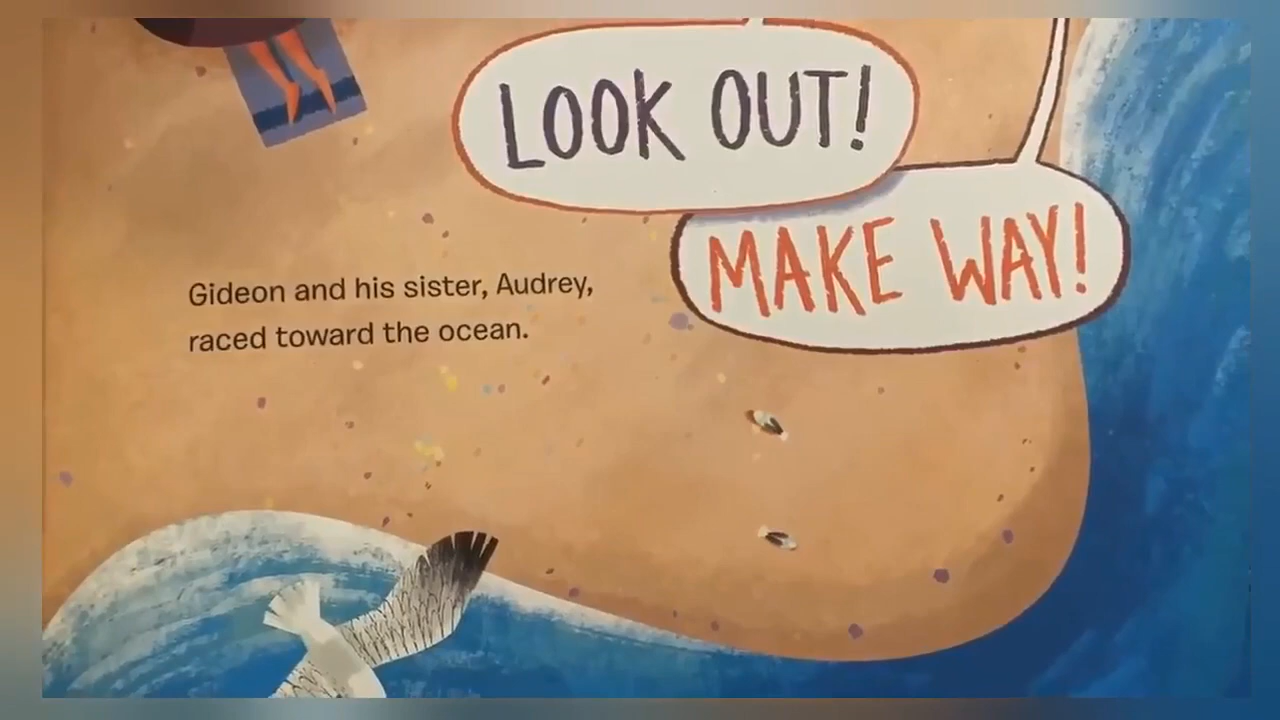 LOOK OUT!
MAKE WAY!
Gideon and his sister, Audrey,
raced toward the ocean.